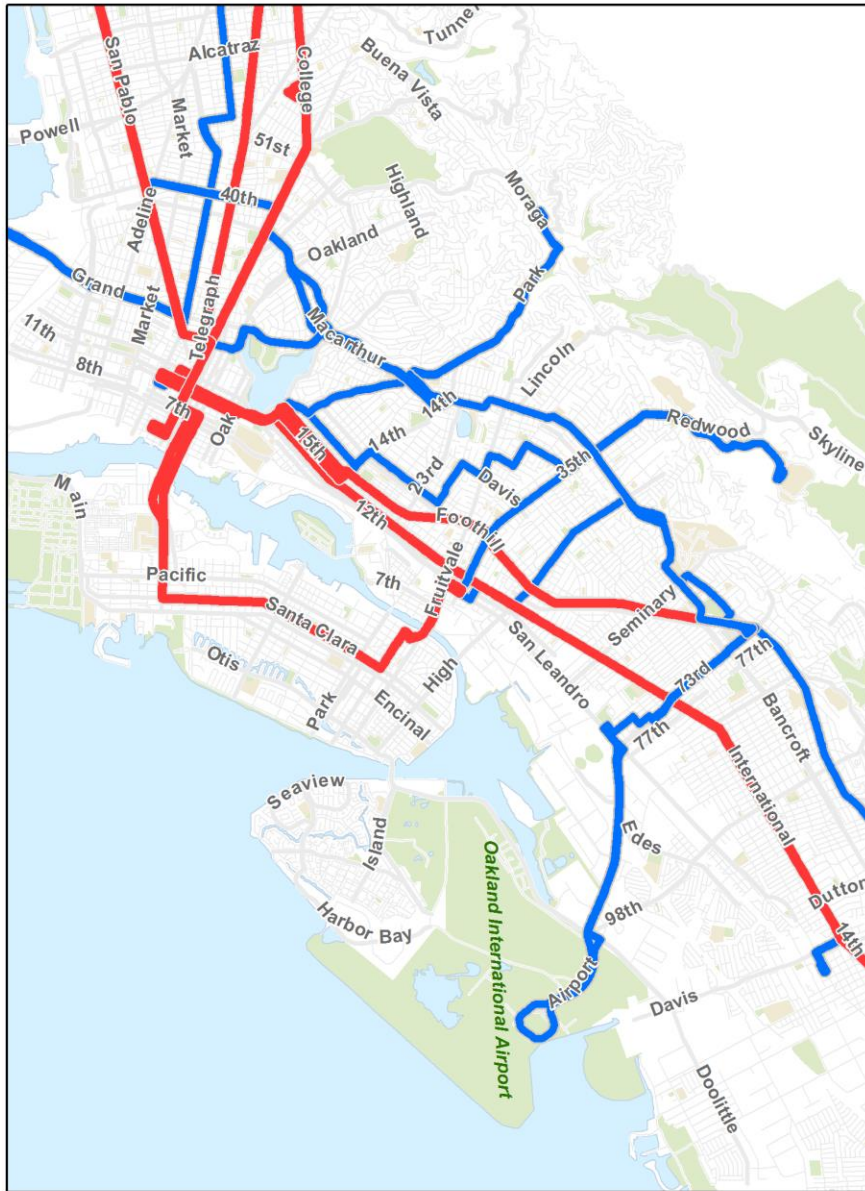 Tunnel
Alcatraz
San Pablo
College
Buena Vista
Market
Powell
51st
Highland
Moraga
40th
Adeline
Oakland
Park
Grand
Market
Telegraph
Macarthur
11th
8th
Lincoln
7th
14th
Redwood
Oak
15th
14th
Skyline
23rd
Davis
35th
Main
12th
Foothill
Pacific
7th
Fruitvale
Seminary
Santa Clara
San Leandro
77th
Otis
High
73rd
Park
Encinal
77th
Bancroft
International
Seaview
Island
Edes
Oakland International Airport
Dutton
98th
Harbor Bay
14th
Airport
Davis
Doolittle